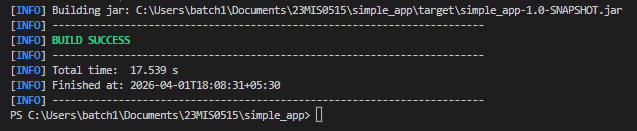 [INFO] Building jar: C:\Users\batch1\Documents\23MIS0515\simple_app\target\simple_app-1.0-SNAPSHOT.jar
[INFO] ------------------------------------------------------------------------
[INFO] BUILD SUCCESS
[INFO] ------------------------------------------------------------------------
[INFO] Total time:  17.539 s
[INFO] Finished at: 2026-04-01T18:08:31+05:30
[INFO] ------------------------------------------------------------------------
PS C:\Users\batch1\Documents\23MIS0515\simple_app>